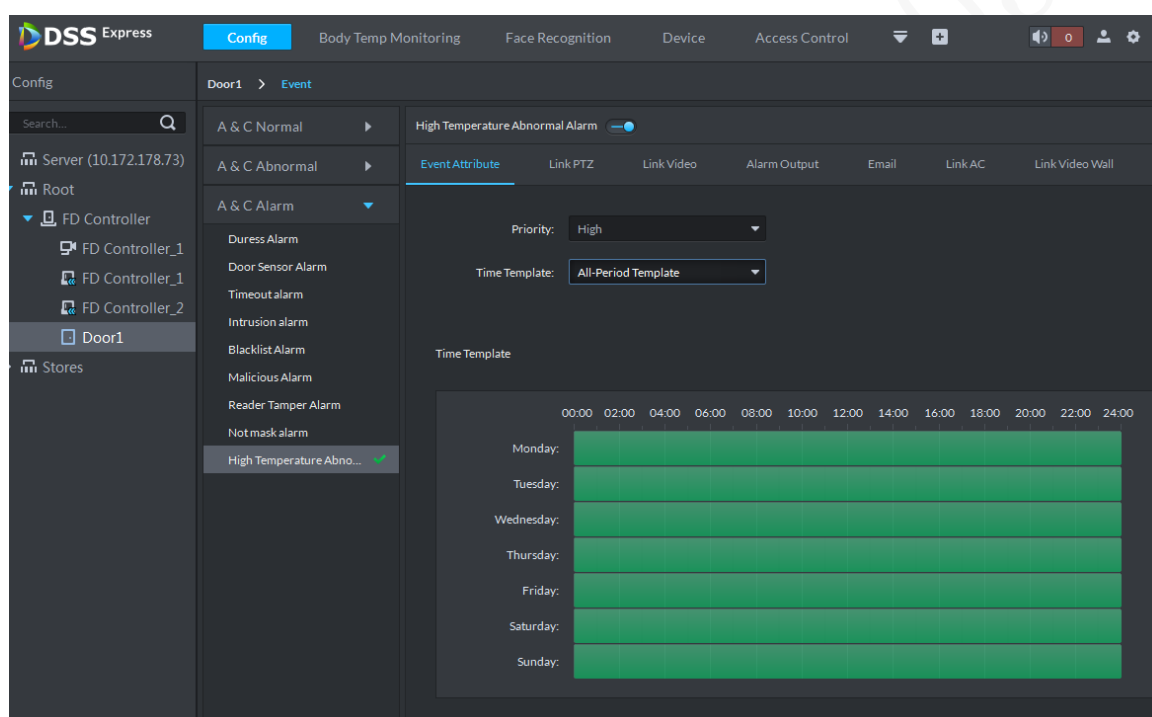 DSS Express
Config Body Temp Monitoring Face Recognition Device Access Control 0
Config
Door1 > Event
Search...
Server (10.172.178.73)
Root
FD Controller
FD Controller_1
FD Controller_1
FD Controller_2
Door1
Stores
A & C Normal
A & C Abnormal
A & C Alarm
Duress Alarm
Door Sensor Alarm
Timeout alarm
Intrusion alarm
Blacklist Alarm
Malicious Alarm
Reader Tamper Alarm
Not mask alarm
High Temperature Abno...
High Temperature Abnormal Alarm
Event Attribute Link PTZ Link Video Alarm Output Email Link AC Link Video Wall
Priority: High
Time Template: All-Period Template
Time Template
00:00 02:00 04:00 06:00 08:00 10:00 12:00 14:00 16:00 18:00 20:00 22:00 24:00
Monday:
Tuesday:
Wednesday:
Thursday:
Friday:
Saturday:
Sunday: